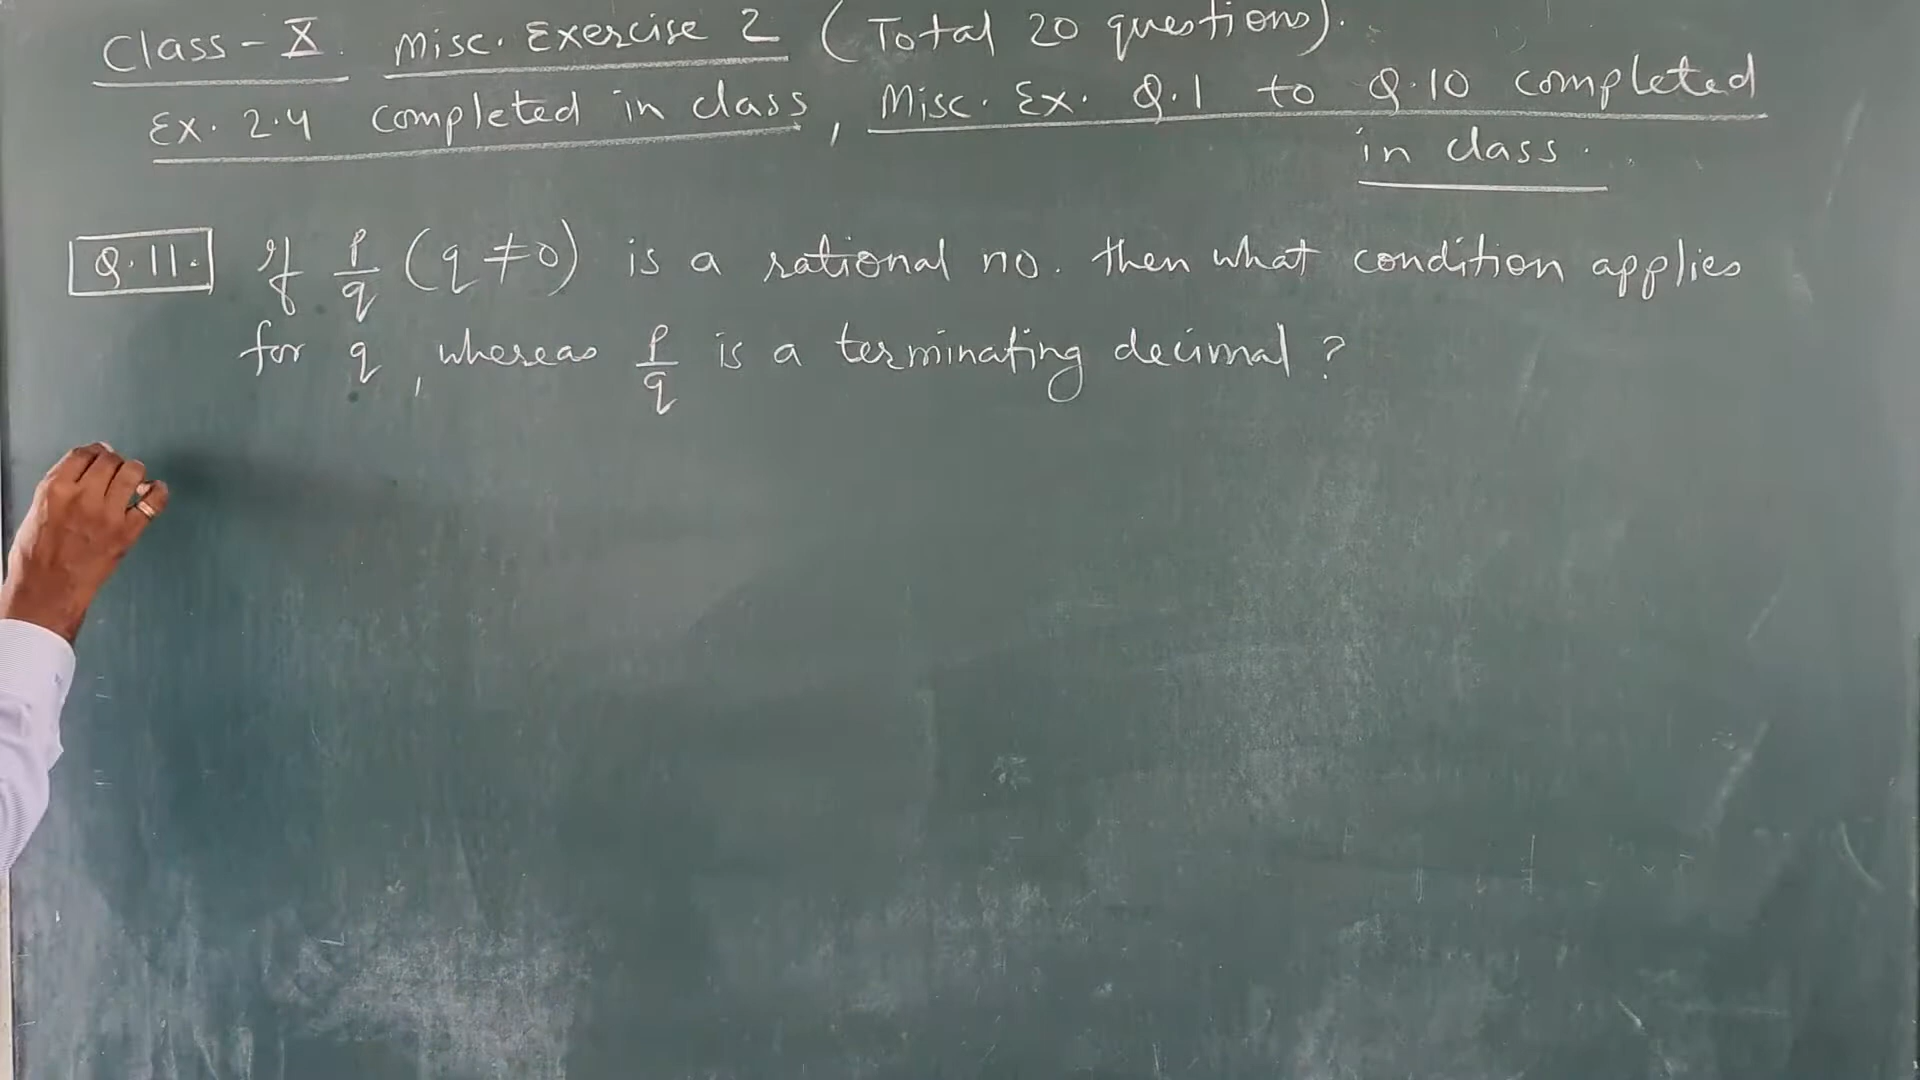 Class - X. Misc. Exercise 2 (Total 20 questions).
Ex. 2.4 completed in class, Misc. Ex. Q.1 to Q.10 completed
in class.
Q.11. If p/q (q ≠ 0) is a rational no. then what condition applies
for q, whereas p/q is a terminating decimal?